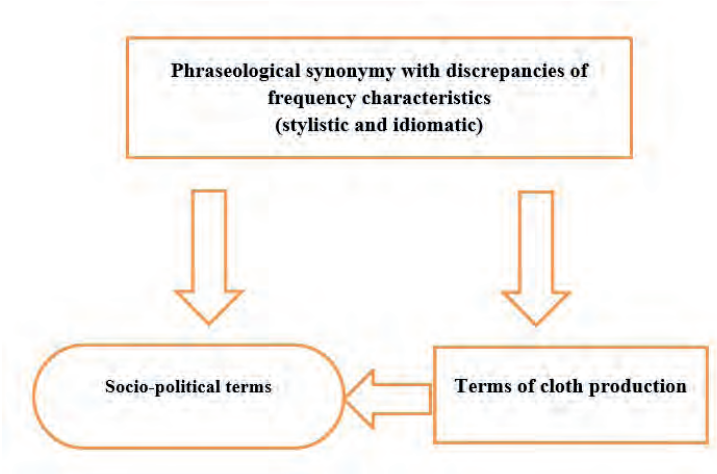 Phraseological synonymy with discrepancies of
frequency characteristics
(stylistic and idiomatic)
Socio-political terms
Terms of cloth production